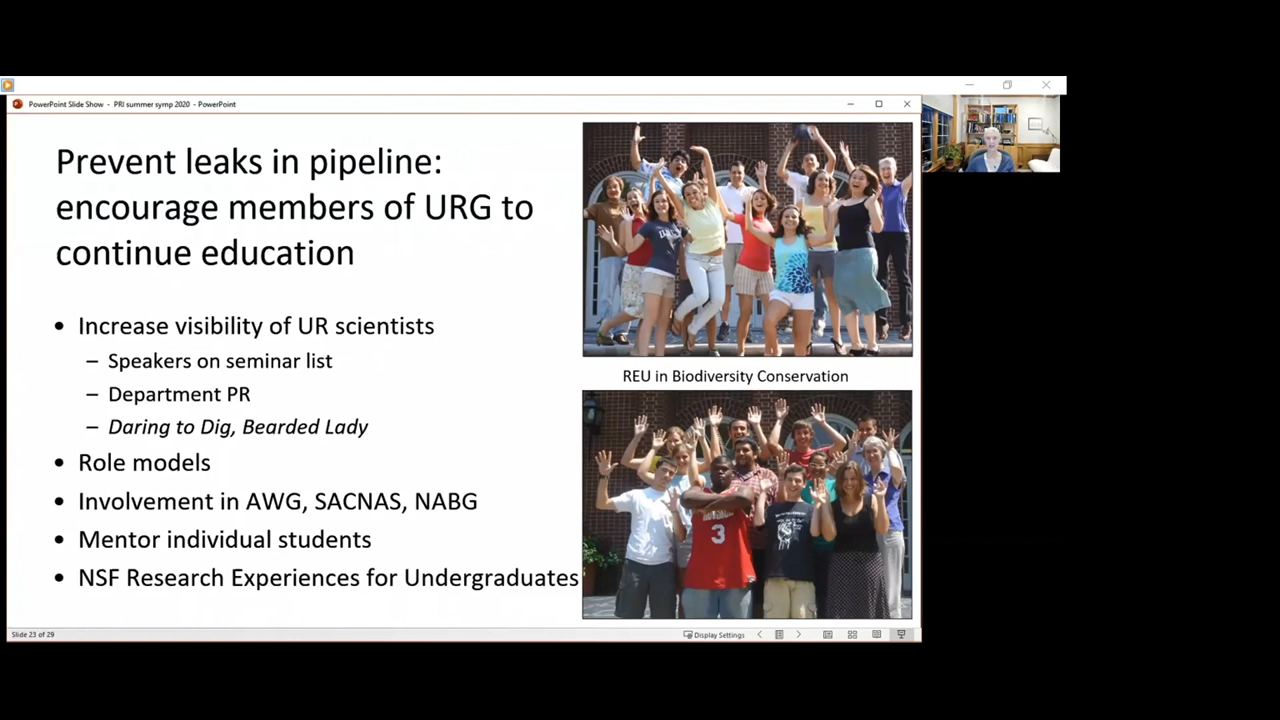 PowerPoint Slide Show - PRI summer symp 2020 - PowerPoint
Prevent leaks in pipeline:
encourage members of URG to
continue education
• Increase visibility of UR scientists
– Speakers on seminar list
– Department PR
– Daring to Dig, Bearded Lady
• Role models
• Involvement in AWG, SACNAS, NABG
• Mentor individual students
• NSF Research Experiences for Undergraduates
REU in Biodiversity Conservation
3
Slide 23 of 29
Display Settings